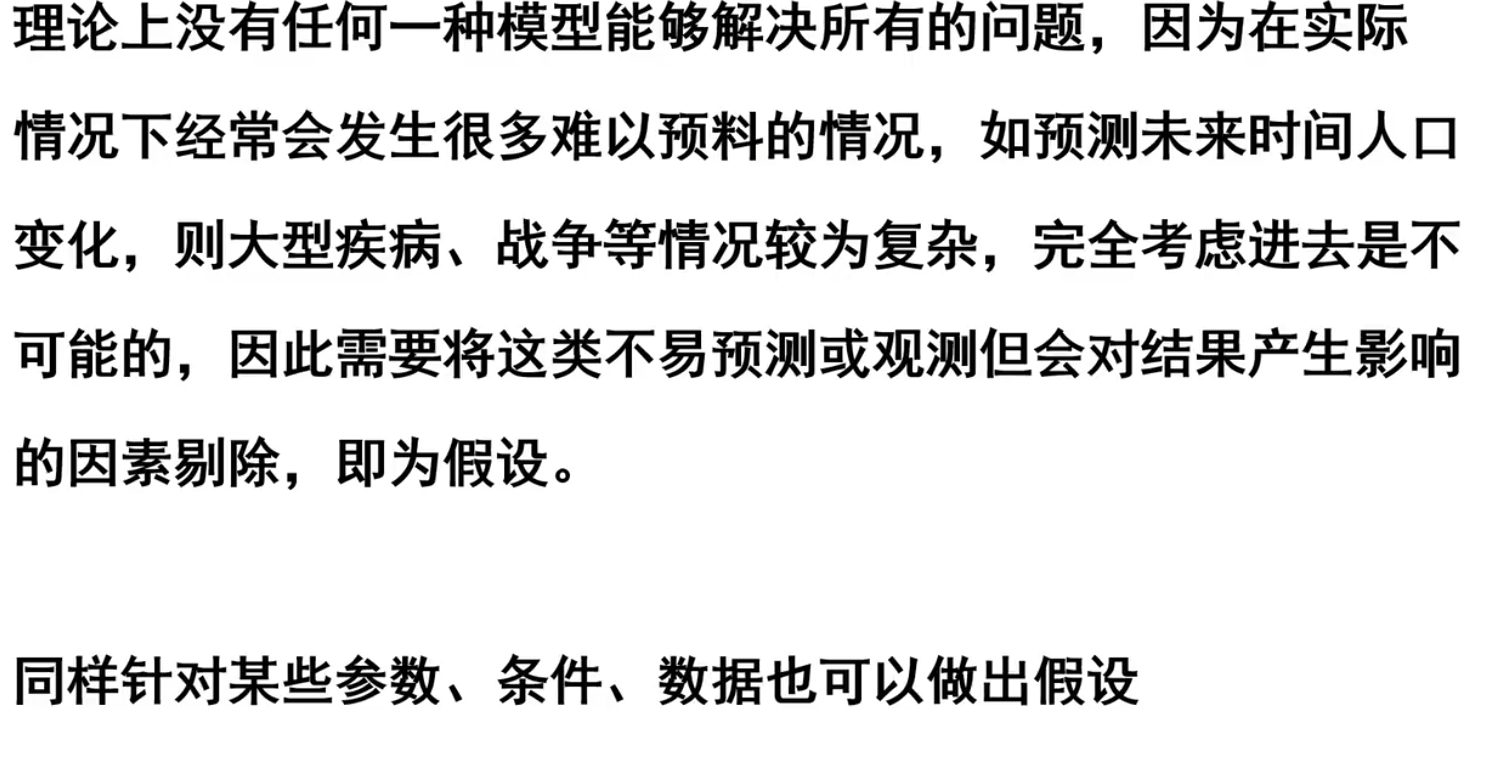 理论上没有任何一种模型能够解决所有的问题，因为在实际
情况下经常会发生很多难以预料的情况，如预测未来时间人口
变化，则大型疾病、战争等情况较为复杂，完全考虑进去是不
可能的，因此需要将这类不易预测或观测但会对结果产生影响
的因素剔除，即为假设。
同样针对某些参数、条件、数据也可以做出假设